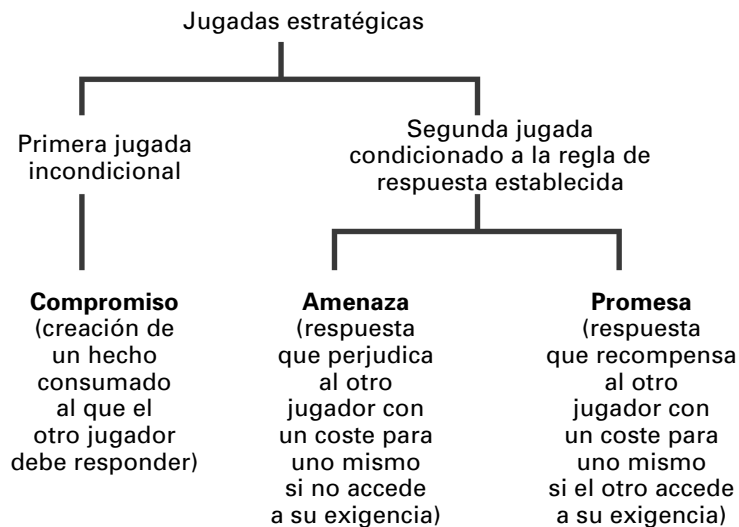 Jugadas estratégicas
Primera jugada
incondicional
Segunda jugada
condicionado a la regla de
respuesta establecida
Compromiso
(creación de
un hecho
consumado
al que el
otro jugador
debe responder)
Amenaza
(respuesta
que perjudica
al otro
jugador con
un coste para
uno mismo
si no accede
a su exigencia)
Promesa
(respuesta
que recompensa
al otro
jugador con
un coste para
uno mismo
si el otro accede
a su exigencia)